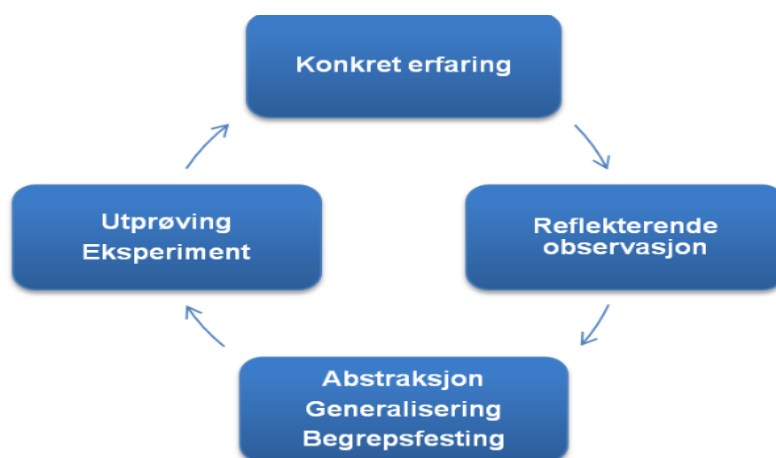 Konkret erfaring
Reflekterende
observasjon
Abstraksjon
Generalisering
Begrepsfesting
Utprøving
Eksperiment